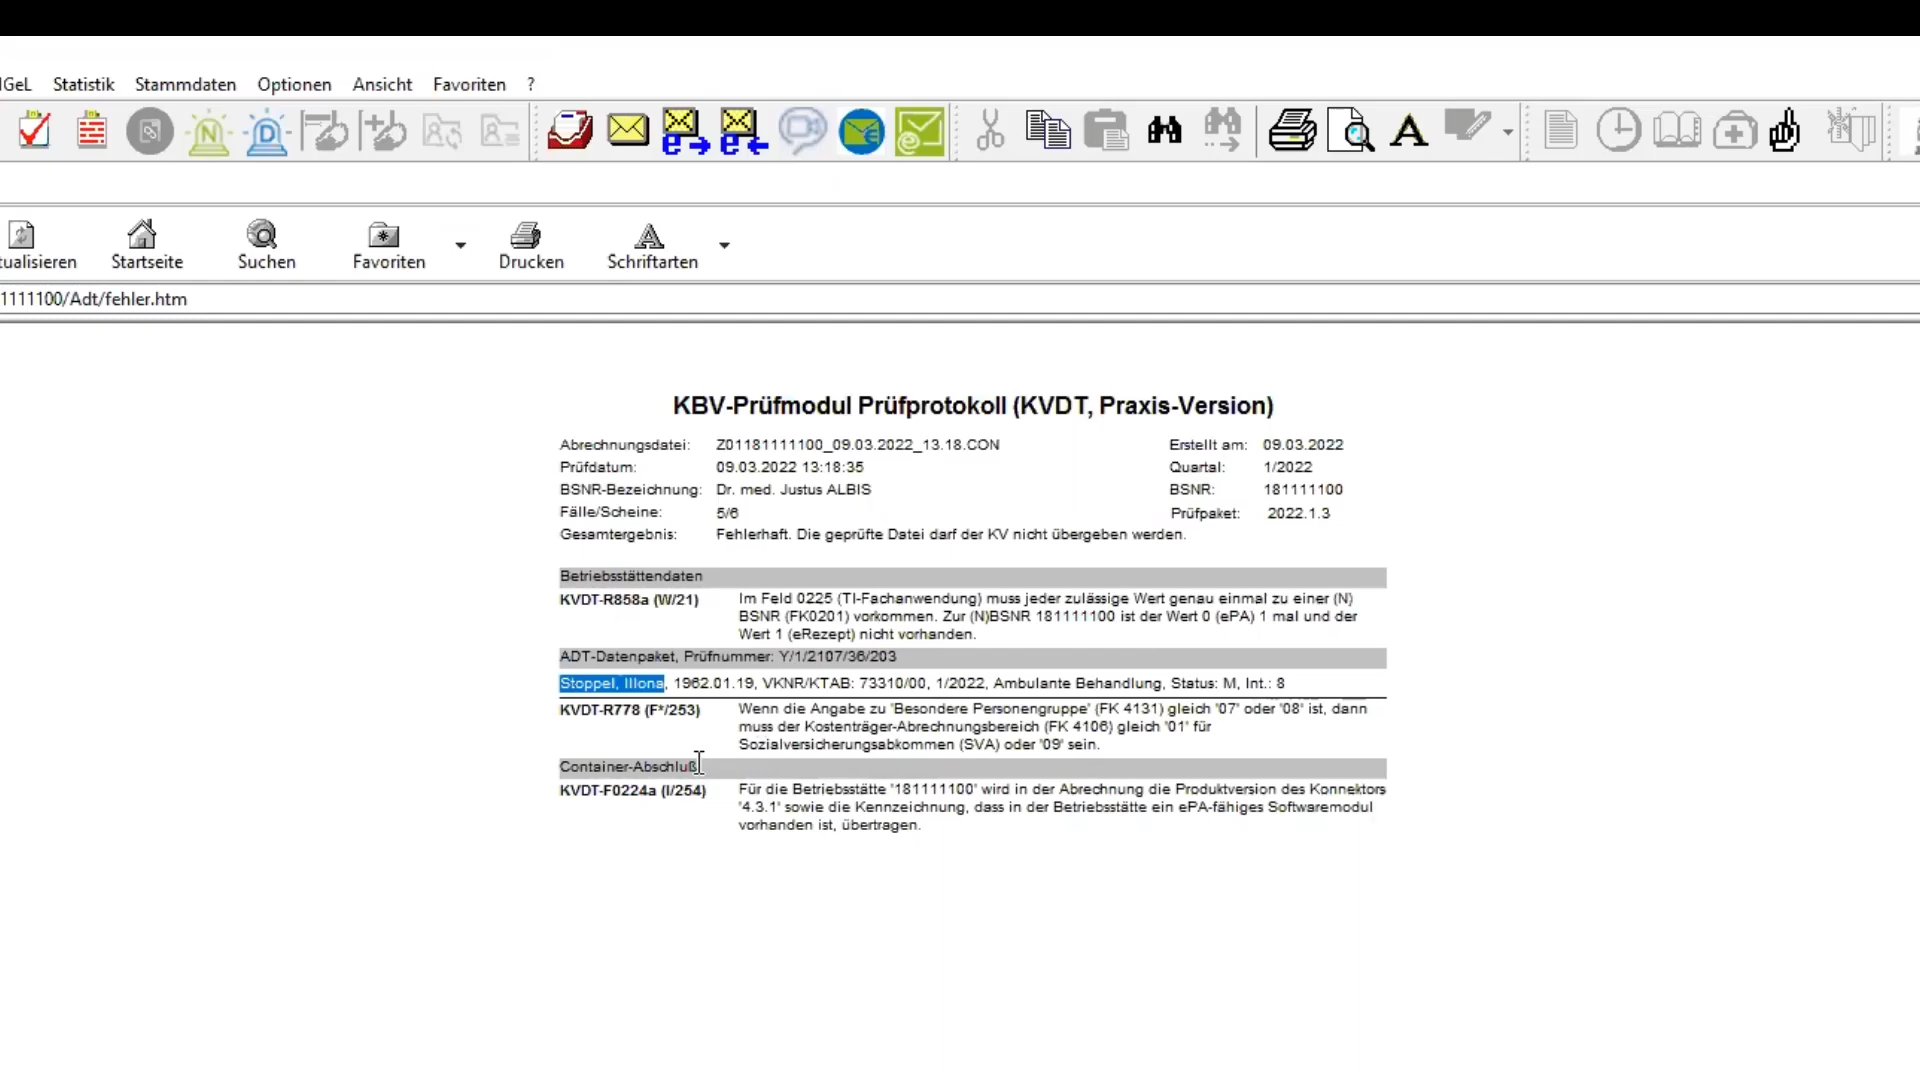 IGeL Statistik Stammdaten Optionen Ansicht Favoriten ?
tualisieren Startseite Suchen Favoriten Drucken Schriftarten
1111100/Adt/fehler.htm
KBV-Prüfmodul Prüfprotokoll (KVDT, Praxis-Version)
Abrechnungsdatei: Z01181111100_09.03.2022_13.18.CON Erstellt am: 09.03.2022
Prüfdatum: 09.03.2022 13:18:35 Quartal: 1/2022
BSNR-Bezeichnung: Dr. med. Justus ALBIS BSNR: 181111100
Fälle/Scheine: 5/6 Prüfpaket: 2022.1.3
Gesamtergebnis: Fehlerhaft. Die geprüfte Datei darf der KV nicht übergeben werden.
Betriebsstättendaten
KVDT-R858a (W/21) Im Feld 0225 (TI-Fachanwendung) muss jeder zulässige Wert genau einmal zu einer (N)
BSNR (FK0201) vorkommen. Zur (N)BSNR 181111100 ist der Wert 0 (ePA) 1 mal und der
Wert 1 (eRezept) nicht vorhanden.
ADT-Datenpaket, Prüfnummer: Y/1/2107/36/203
Stoppel, Illona, 1962.01.19, VKNR/KTAB: 73310/00, 1/2022, Ambulante Behandlung, Status: M, Int.: 8
KVDT-R778 (F*/253) Wenn die Angabe zu 'Besondere Personengruppe' (FK 4131) gleich '07' oder '08' ist, dann
muss der Kostenträger-Abrechnungsbereich (FK 4106) gleich '01' für
Sozialversicherungsabkommen (SVA) oder '09' sein.
Container-Abschluß
KVDT-F0224a (I/254) Für die Betriebsstätte '181111100' wird in der Abrechnung die Produktversion des Konnektors
'4.3.1' sowie die Kennzeichnung, dass in der Betriebsstätte ein ePA-fähiges Softwaremodul
vorhanden ist, übertragen.